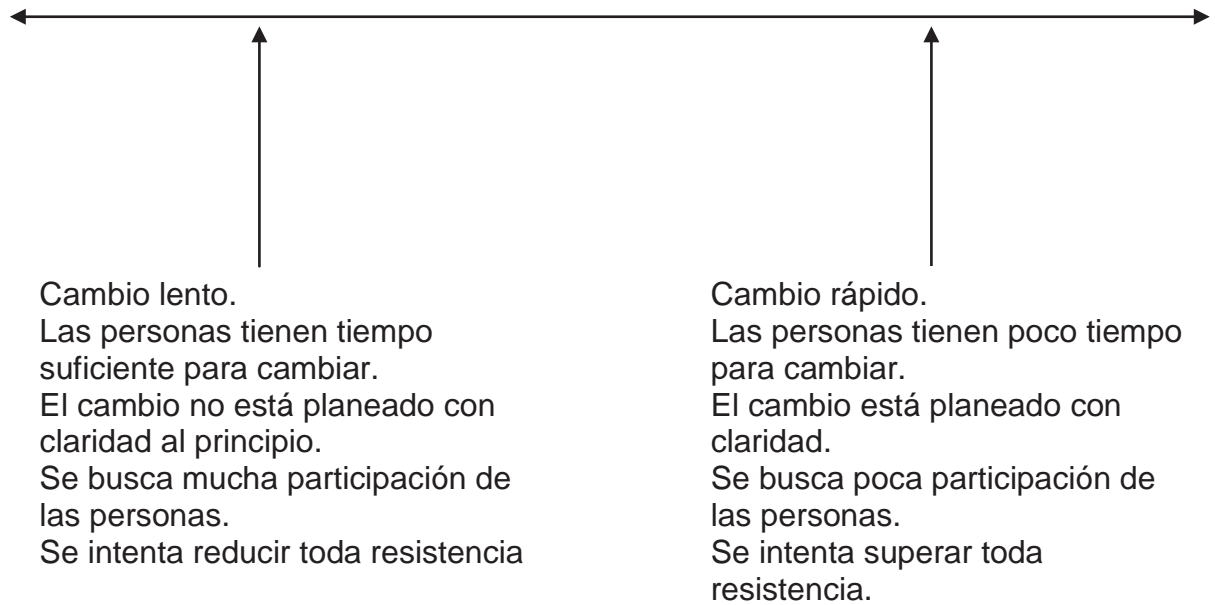 Cambio lento.
Las personas tienen tiempo
suficiente para cambiar.
El cambio no está planeado con
claridad al principio.
Se busca mucha participación de
las personas.
Se intenta reducir toda resistencia
Cambio rápido.
Las personas tienen poco tiempo
para cambiar.
El cambio está planeado con
claridad.
Se busca poca participación de
las personas.
Se intenta superar toda
resistencia.